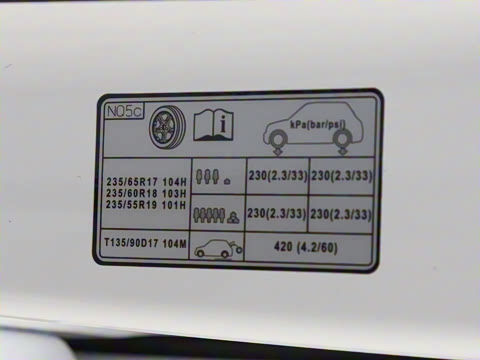 NQ5c
i
kPa(bar/psi)
235/65R17 104H
235/60R18 103H
235/55R19 101H
230(2.3/33) 230(2.3/33)
230(2.3/33) 230(2.3/33)
T135/90D17 104M
420 (4.2/60)